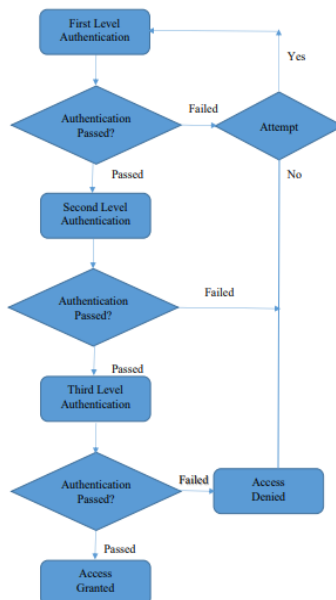 First Level
Authentication
Yes
Failed
Authentication
Passed?
Attempt
Passed
No
Second Level
Authentication
Failed
Authentication
Passed?
Passed
Third Level
Authentication
Failed
Authentication
Passed?
Access
Denied
Passed
Access
Granted